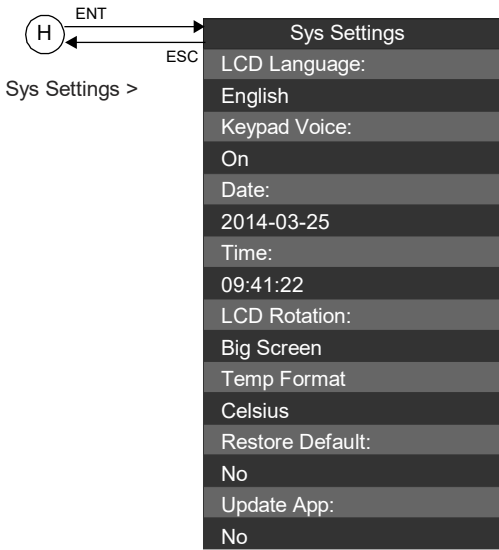 ENT
H
ESC
Sys Settings >
Sys Settings
LCD Language:
English
Keypad Voice:
On
Date:
2014-03-25
Time:
09:41:22
LCD Rotation:
Big Screen
Temp Format
Celsius
Restore Default:
No
Update App:
No